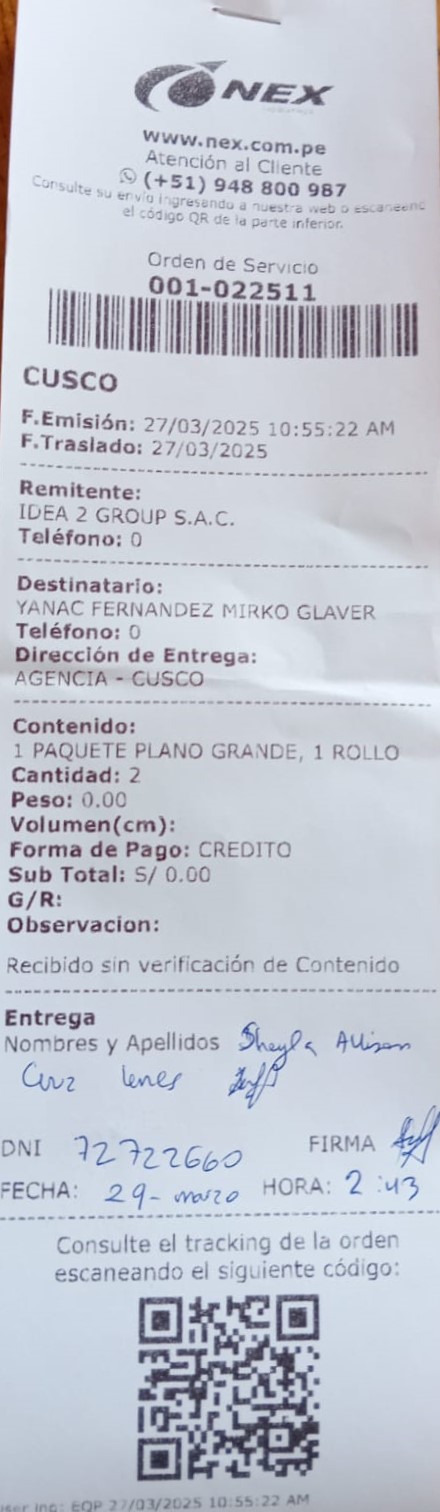 NEX
www.nex.com.pe
Atención al Cliente
(+51) 948 800 987
Consulte su envío ingresando a nuestra web o escaneand
el código QR de la parte inferior.
Orden de Servicio
001-022511
CUSCO
F.Emisión: 27/03/2025 10:55:22 AM
F.Traslado: 27/03/2025
Remitente:
IDEA 2 GROUP S.A.C.
Teléfono: 0
Destinatario:
YANAC FERNANDEZ MIRKO GLAVER
Teléfono: 0
Dirección de Entrega:
AGENCIA - CUSCO
Contenido:
1 PAQUETE PLANO GRANDE, 1 ROLLO
Cantidad: 2
Peso: 0.00
Volumen(cm):
Forma de Pago: CREDITO
Sub Total: S/ 0.00
G/R:
Observacion:
Recibido sin verificación de Contenido
Entrega
Nombres y Apellidos Sheyla Allison
Cruz
DNI 72722660 FIRMA
FECHA: 29-marzo HORA: 2:43
Consulte el tracking de la orden
escaneando el siguiente código:
EQP 27/03/2025 10:55:22 AM